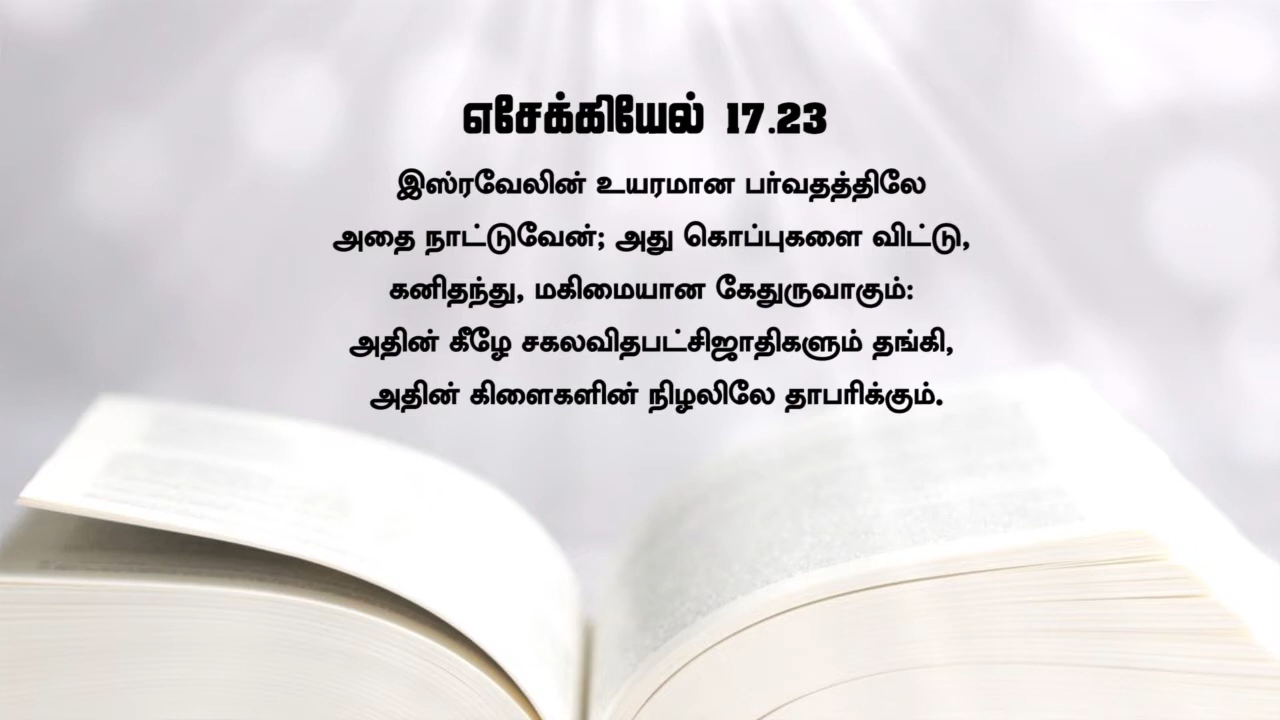 எசேக்கியேல் 17.23
இஸ்ரவேலின் உயரமான பர்வதத்திலே
அதை நாட்டுவேன்; அது கொப்புகளை விட்டு,
கனிதந்து, மகிமையான கேதுருவாகும்:
அதின் கீழே சகலவிதபட்சிஜாதிகளும் தங்கி,
அதின் கிளைகளின் நிழலிலே தாபரிக்கும்.